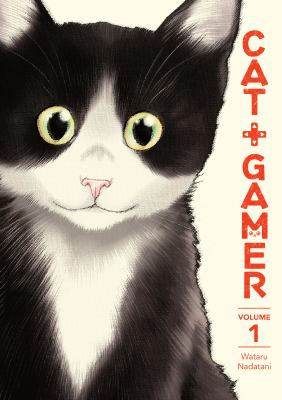 CAT + GAMER
VOLUME
1
Wataru
Nadatani